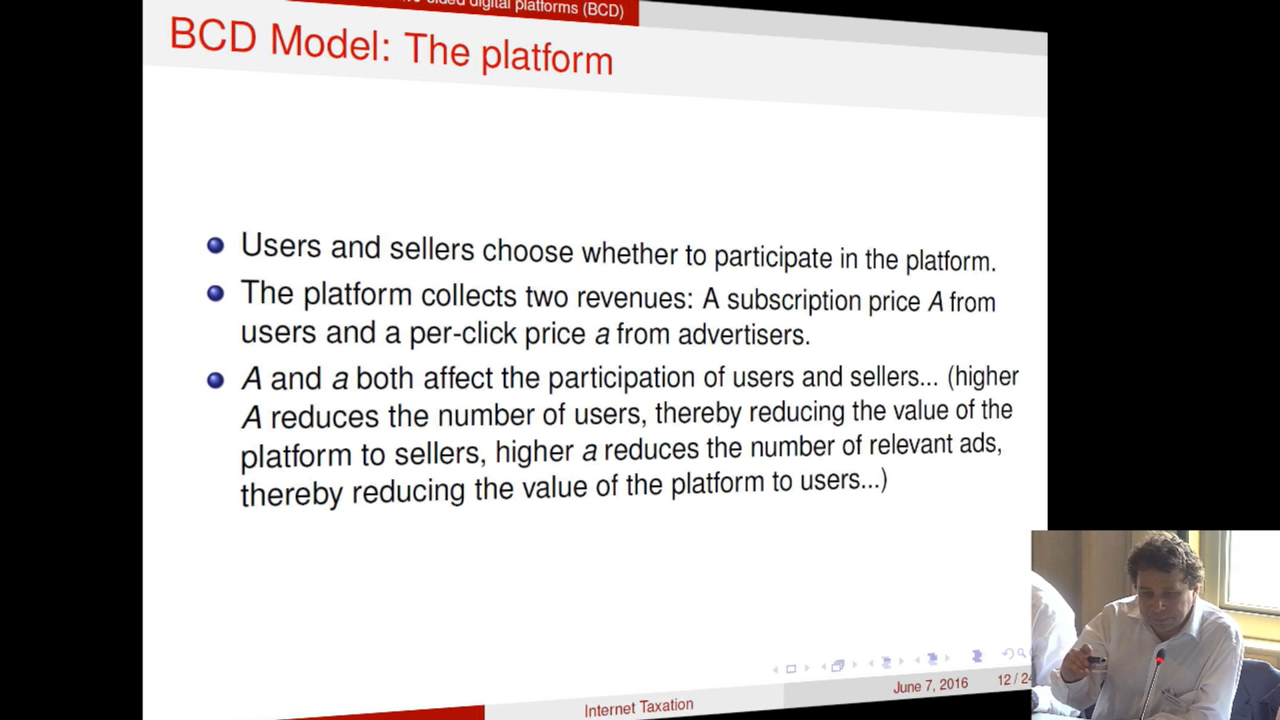 sided digital platforms (BCD)
BCD Model: The platform
Users and sellers choose whether to participate in the platform.
The platform collects two revenues: A subscription price A from
users and a per-click price a from advertisers.
A and a both affect the participation of users and sellers... (higher
A reduces the number of users, thereby reducing the value of the
platform to sellers, higher a reduces the number of relevant ads,
thereby reducing the value of the platform to users...)
Internet Taxation
June 7, 2016
12 / 24